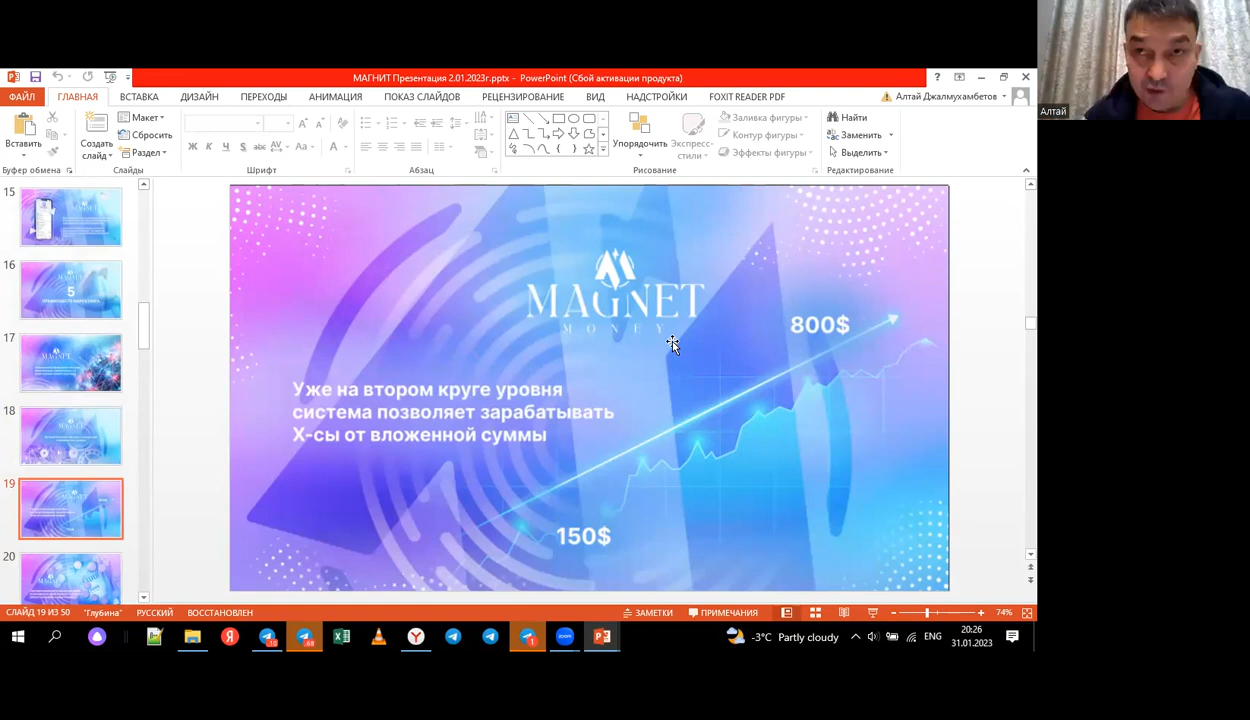 МАГНИТ Презентация 2.01.2023г.pptx - PowerPoint (Сбой активации продукта)
ФАЙЛ ГЛАВНАЯ ВСТАВКА ДИЗАЙН ПЕРЕХОДЫ АНИМАЦИЯ ПОКАЗ СЛАЙДОВ РЕЦЕНЗИРОВАНИЕ ВИД НАДСТРОЙКИ FOXIT READER PDF Алтай Джалмухамбетов
Алтай
Вставить
Создать слайд
Макет
Сбросить
Раздел
Упорядочить
Экспресс-стили
Заливка фигуры
Контур фигуры
Эффекты фигуры
Найти
Заменить
Выделить
Буфер обмена Слайды Шрифт Абзац Рисование Редактирование
15
16
5
17
18
19
20
MAGNET
MONEY
800$
Уже на втором круге уровня
система позволяет зарабатывать
Х-сы от вложенной суммы
150$
СЛАЙД 19 ИЗ 50 "Глубина" РУССКИЙ ВОССТАНОВЛЕН ЗАМЕТКИ ПРИМЕЧАНИЯ 74%
-3°C Partly cloudy ENG
20:26
31.01.2023